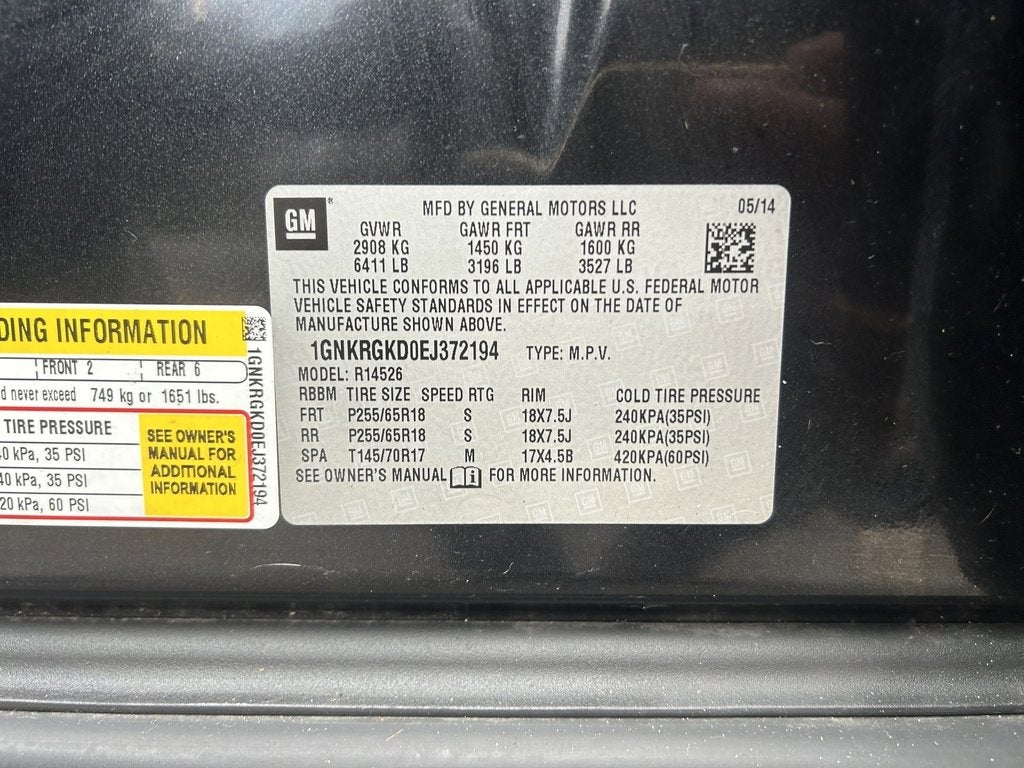 GM ®
MFD BY GENERAL MOTORS LLC 05/14
GVWR GAWR FRT GAWR RR
2908 KG 1450 KG 1600 KG
6411 LB 3196 LB 3527 LB
THIS VEHICLE CONFORMS TO ALL APPLICABLE U.S. FEDERAL MOTOR
VEHICLE SAFETY STANDARDS IN EFFECT ON THE DATE OF
MANUFACTURE SHOWN ABOVE.
1GNKRGKD0EJ372194 TYPE: M.P.V.
MODEL: R14526
RBBM TIRE SIZE SPEED RTG RIM COLD TIRE PRESSURE
FRT P255/65R18 S 18X7.5J 240KPA(35PSI)
RR P255/65R18 S 18X7.5J 240KPA(35PSI)
SPA T145/70R17 M 17X4.5B 420KPA(60PSI)
SEE OWNER'S MANUAL i FOR MORE INFORMATION.
DING INFORMATION
FRONT 2 REAR 6
d never exceed 749 kg or 1651 lbs.
TIRE PRESSURE
0 kPa, 35 PSI
40 kPa, 35 PSI
20 kPa, 60 PSI
SEE OWNER'S
MANUAL FOR
ADDITIONAL
INFORMATION
1GNKRGKD0EJ372194